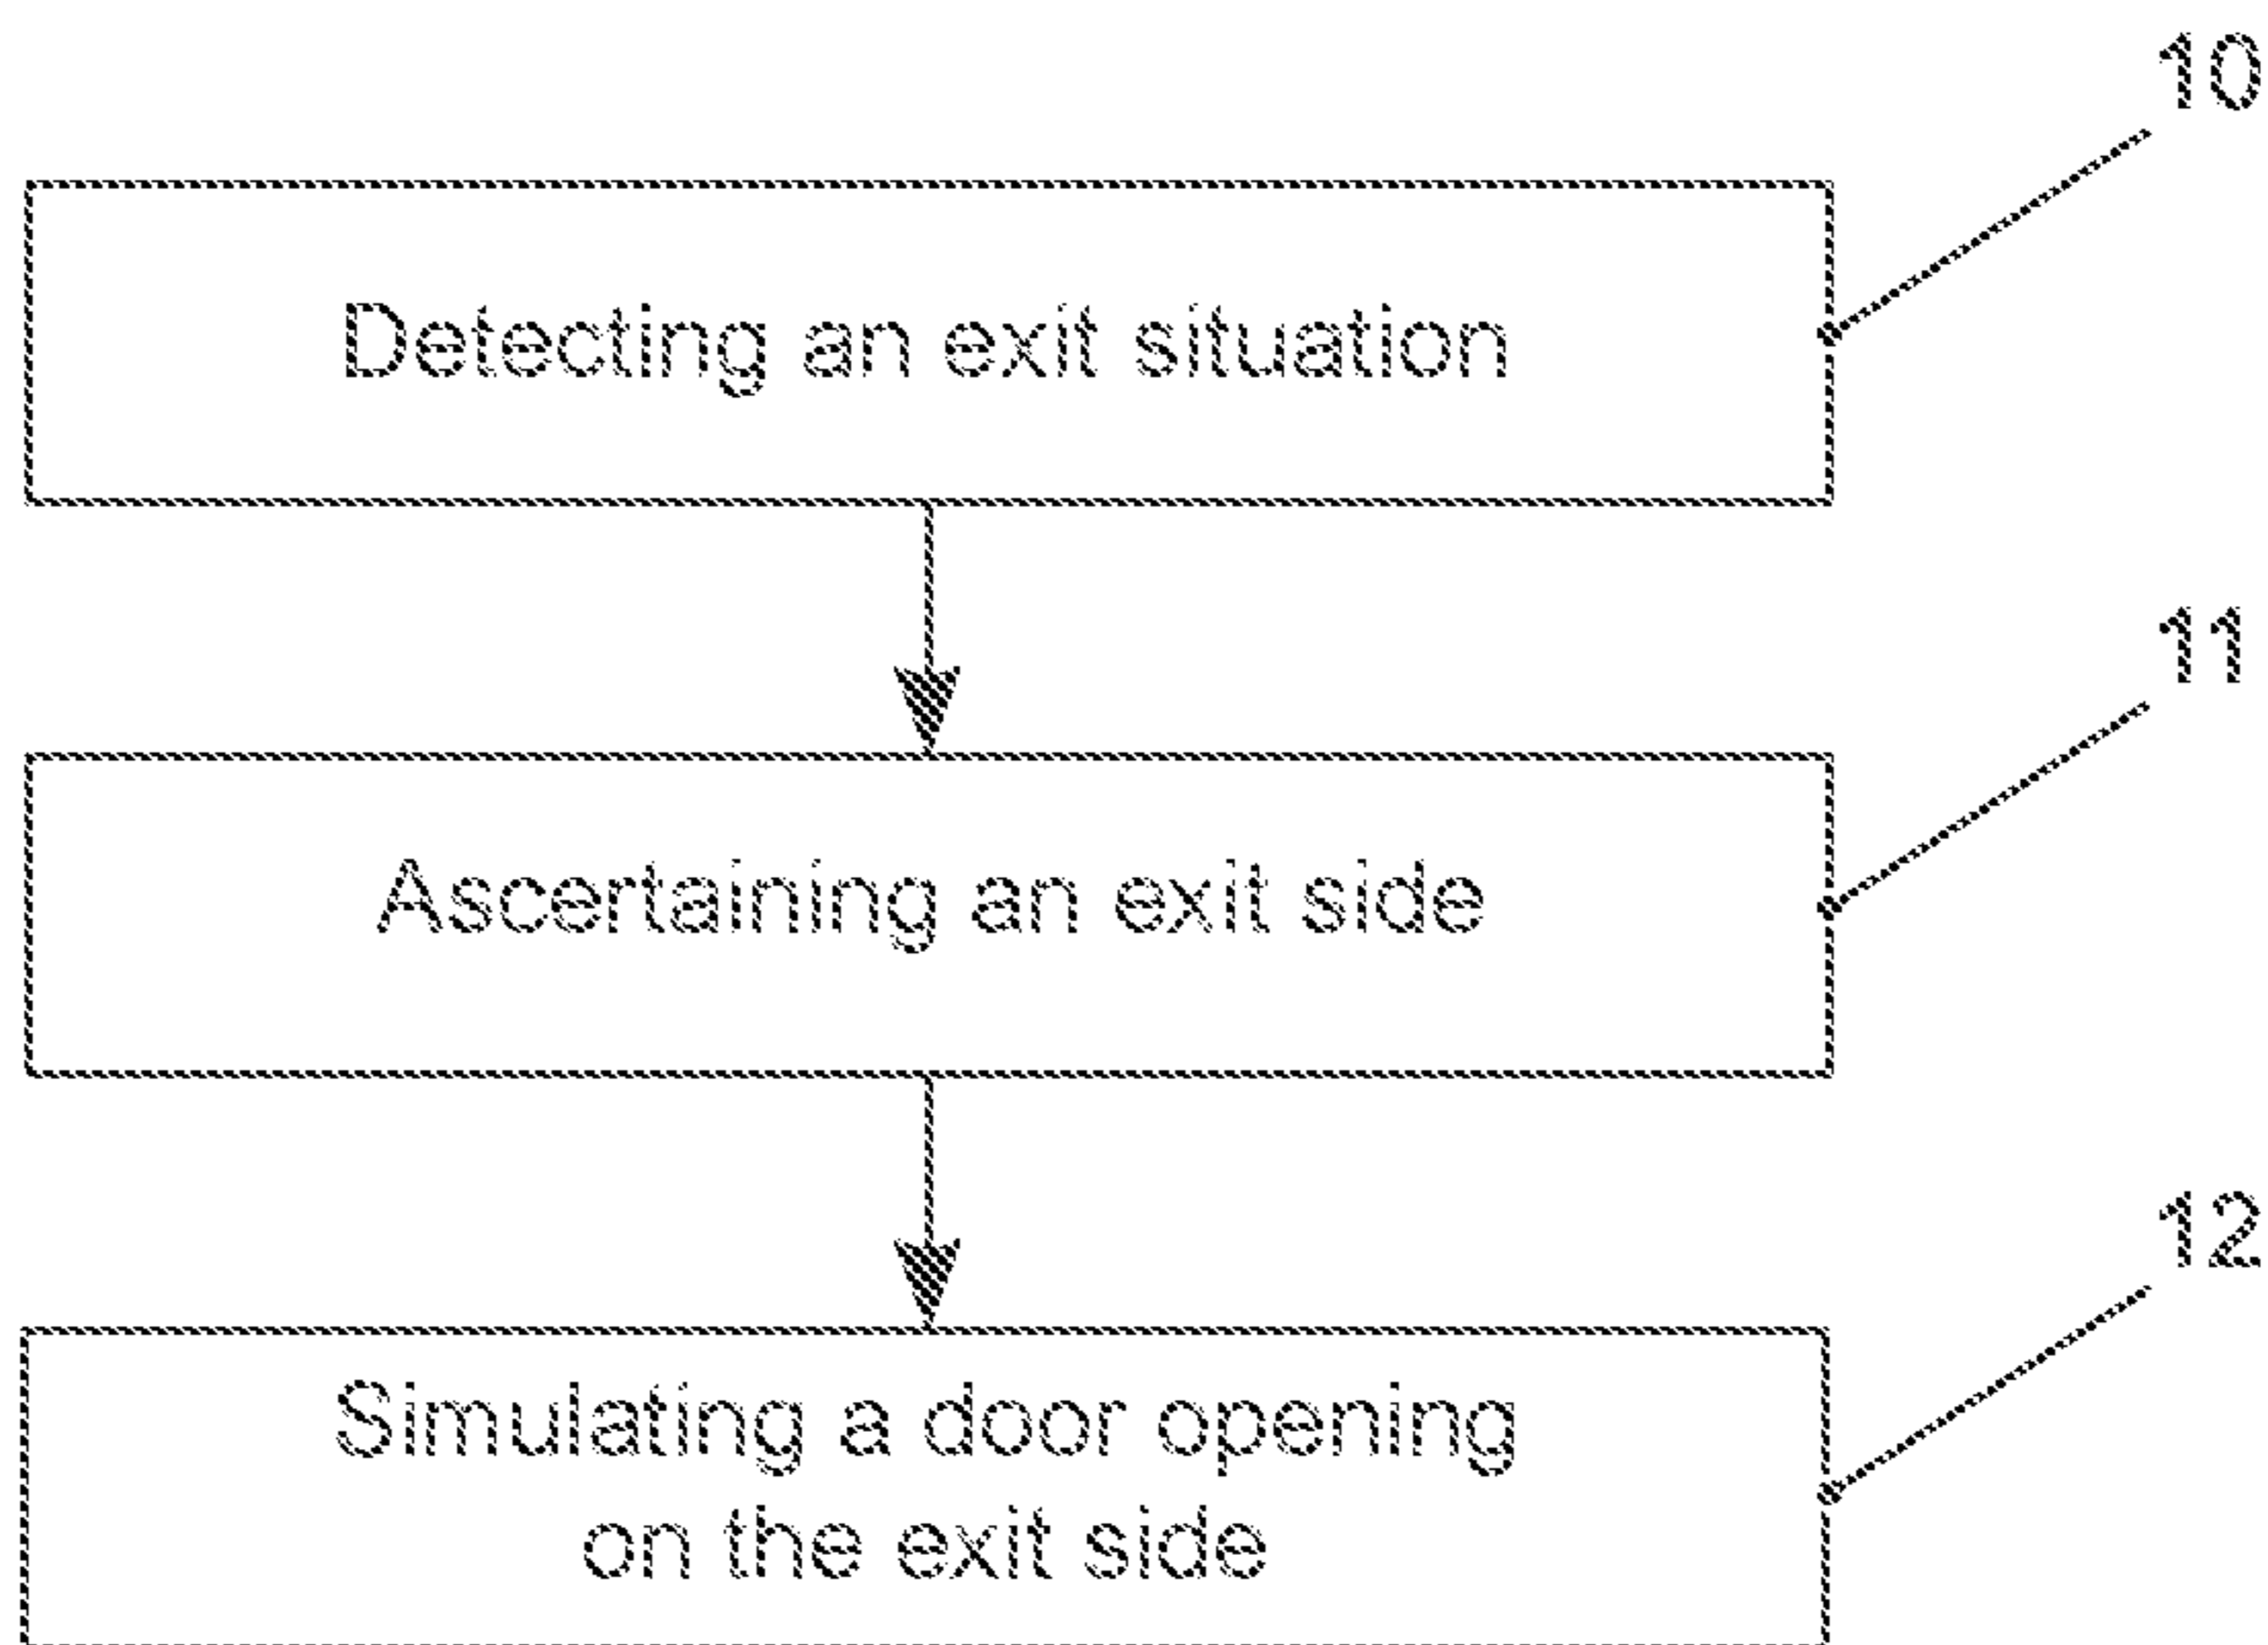 10
Detecting an exit situation
11
Ascertaining an exit side
12
Simulating a door opening
on the exit side